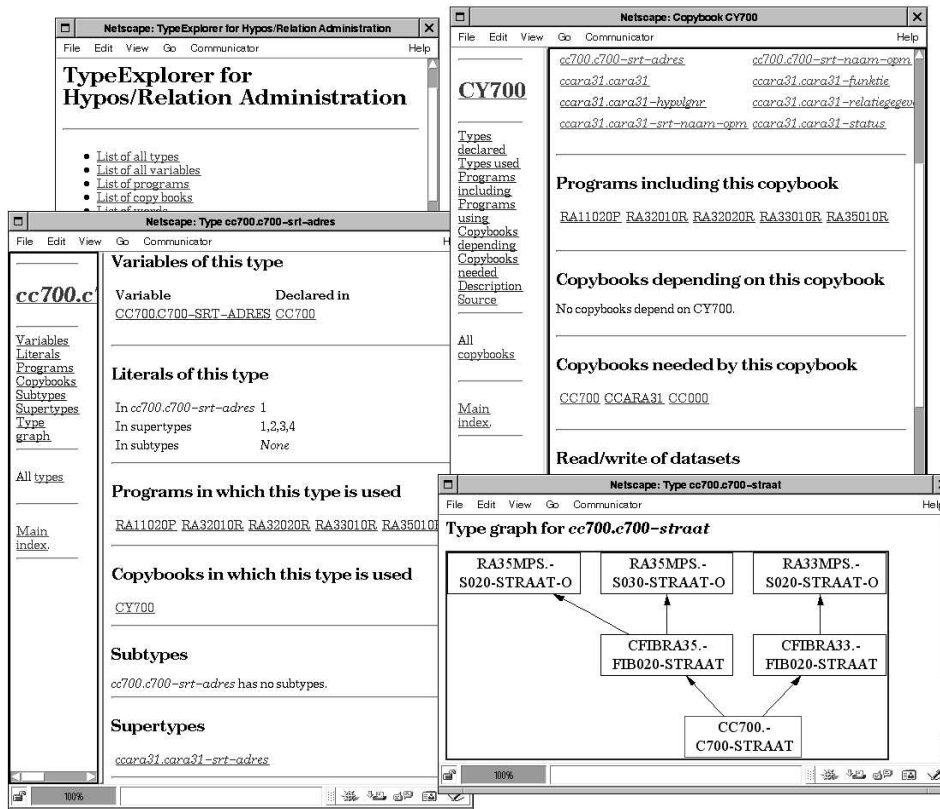 Netscape: TypeExplorer for Hypos/Relation Administration
File Edit View Go Communicator Help
TypeExplorer for
Hypos/Relation Administration
List of all types
List of all variables
List of programs
List of copy books
List of words
Netscape: Copybook CY700
File Edit View Go Communicator Help
CY700
Types
declared
Types used
Programs
including
Programs
using
Copybooks
depending
Copybooks
needed
Description
Source
All
copybooks
Main
index.
cc700.c700-srt-adres cc700.c700-srt-naam-opm
ccara31.cara31 ccara31.cara31-funktie
ccara31.cara31-hypvlgnr ccara31.cara31-relatiegegev
ccara31.cara31-srt-naam-opm ccara31.cara31-status
Programs including this copybook
RA11020P RA32010R RA32020R RA33010R RA35010R
Copybooks depending on this copybook
No copybooks depend on CY700.
Copybooks needed by this copybook
CC700 CCARA31 CC000
Read/write of datasets
Netscape: Type cc700.c700-srt-adres
File Edit View Go Communicator
cc700.c'
Variables
Literals
Programs
Copybooks
Subtypes
Supertypes
Type
graph
All types
Main
index.
Variables of this type
Variable Declared in
CC700.C700-SRT-ADRES CC700
Literals of this type
In cc700.c700-srt-adres 1
In supertypes 1,2,3,4
In subtypes None
Programs in which this type is used
RA11020P RA32010R RA32020R RA33010R RA35010R
Copybooks in which this type is used
CY700
Subtypes
cc700.c700-srt-adres has no subtypes.
Supertypes
ccara31.cara31-srt-adres
100%
Netscape: Type cc700.c700-straat
File Edit View Go Communicator Help
Type graph for cc700.c700-straat
RA35MPS.-
S020-STRAAT-O
RA35MPS.-
S030-STRAAT-O
RA33MPS.-
S020-STRAAT-O
CFIBRA35.-
FIB020-STRAAT
CFIBRA33.-
FIB020-STRAAT
CC700.-
C700-STRAAT
100%